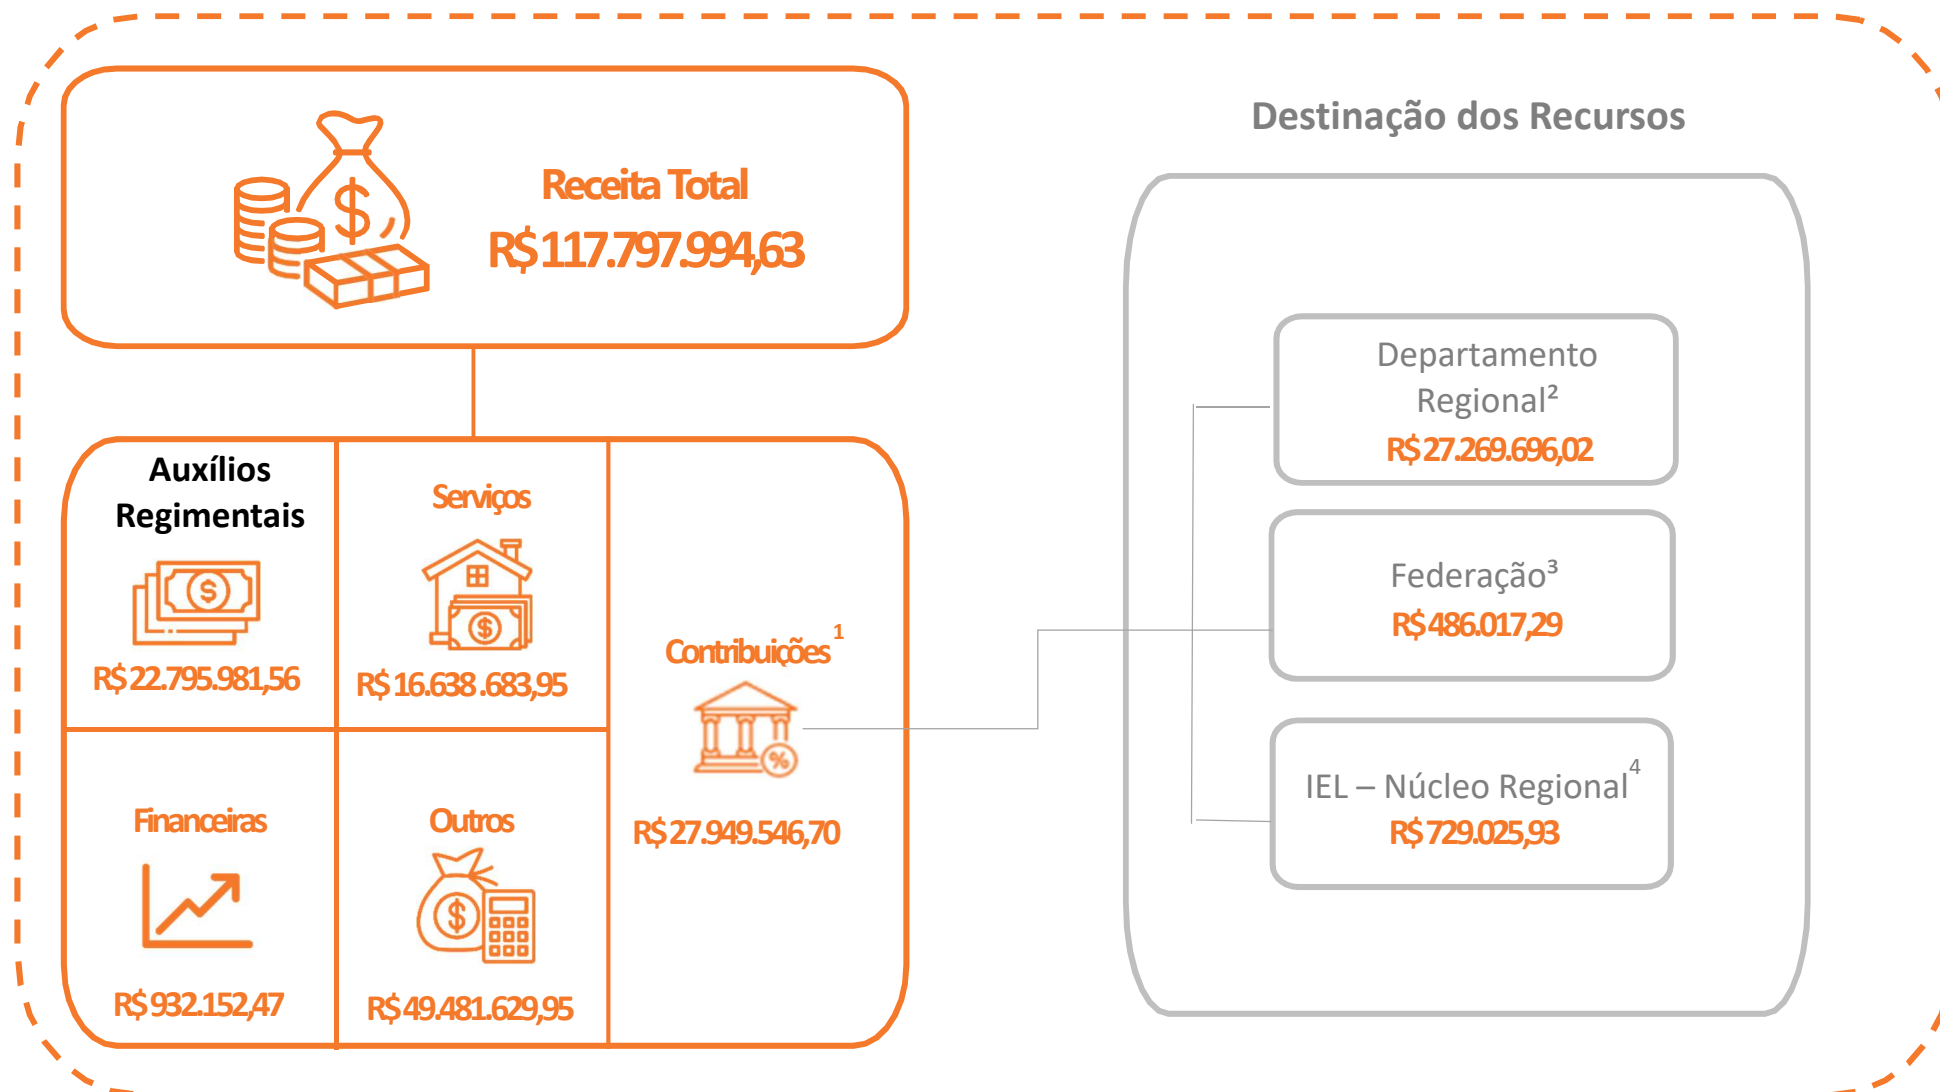 Receita Total
R$ 117.797.994,63
Auxílios
Regimentais
R$ 22.795.981,56
Serviços
R$ 16.638.683,95
Contribuições¹
R$ 27.949.546,70
Financeiras
R$ 932.152,47
Outros
R$ 49.481.629,95
Destinação dos Recursos
Departamento
Regional²
R$ 27.269.696,02
Federação³
R$ 486.017,29
IEL – Núcleo Regional⁴
R$ 729.025,93